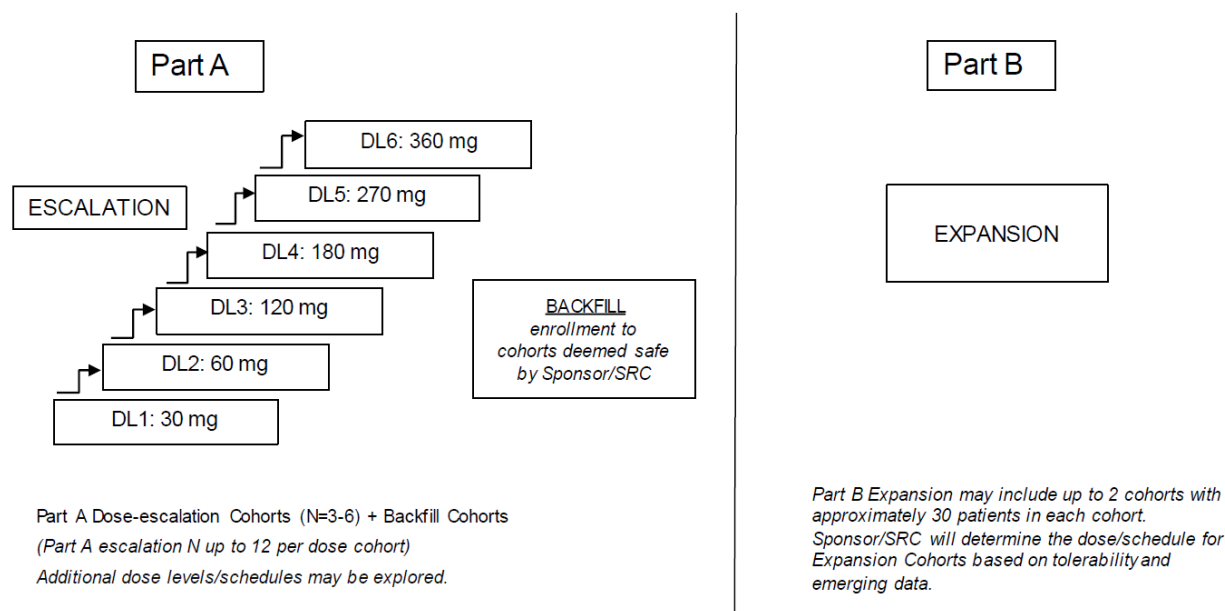 Part A
DL6: 360 mg
DL5: 270 mg
ESCALATION
DL4: 180 mg
DL3: 120 mg
DL2: 60 mg
DL1: 30 mg
BACKFILL
enrollment to
cohorts deemed safe
by Sponsor/SRC
Part A Dose-escalation Cohorts (N=3-6) + Backfill Cohorts
(Part A escalation N up to 12 per dose cohort)
Additional dose levels/schedules may be explored.
Part B
EXPANSION
Part B Expansion may include up to 2 cohorts with
approximately 30 patients in each cohort.
Sponsor/SRC will determine the dose/schedule for
Expansion Cohorts based on tolerability and
emerging data.